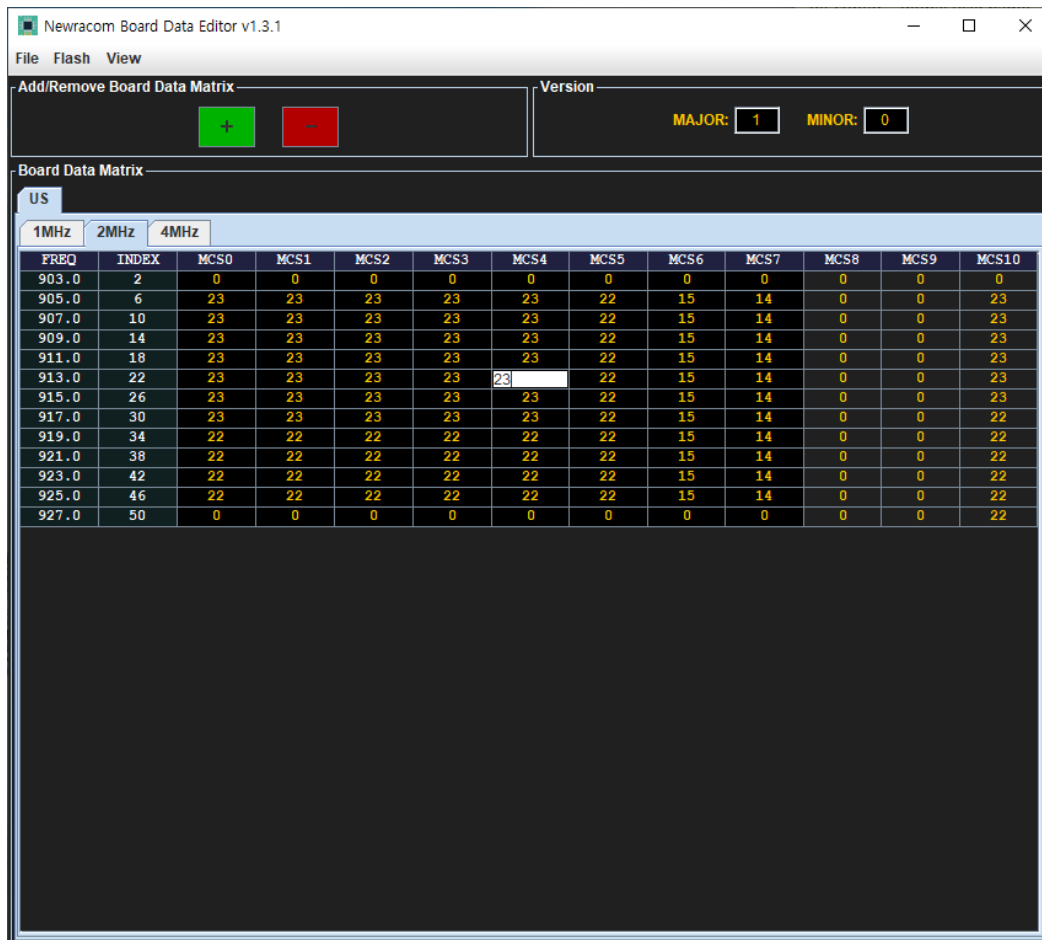 Newracom Board Data Editor v1.3.1
File Flash View
Add/Remove Board Data Matrix
Version
+ -
MAJOR: 1 MINOR: 0
Board Data Matrix
US
1MHz 2MHz 4MHz
FREQ INDEX MCS0 MCS1 MCS2 MCS3 MCS4 MCS5 MCS6 MCS7 MCS8 MCS9 MCS10
903.0 2 0 0 0 0 0 0 0 0 0 0 0
905.0 6 23 23 23 23 23 22 15 14 0 0 23
907.0 10 23 23 23 23 23 22 15 14 0 0 23
909.0 14 23 23 23 23 23 22 15 14 0 0 23
911.0 18 23 23 23 23 23 22 15 14 0 0 23
913.0 22 23 23 23 23 23 22 15 14 0 0 23
915.0 26 23 23 23 23 23 22 15 14 0 0 23
917.0 30 23 23 23 23 23 22 15 14 0 0 22
919.0 34 22 22 22 22 22 22 15 14 0 0 22
921.0 38 22 22 22 22 22 22 15 14 0 0 22
923.0 42 22 22 22 22 22 22 15 14 0 0 22
925.0 46 22 22 22 22 22 22 15 14 0 0 22
927.0 50 0 0 0 0 0 0 0 0 0 0 22